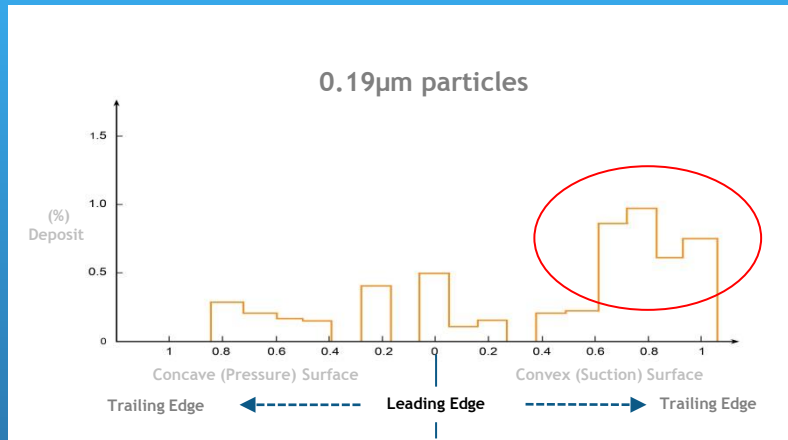 0.19µm particles
1.5
1.0
(%)
Deposit
0.5
0
1 0.8 0.6 0.4 0.2 0 0.2 0.4 0.6 0.8 1
Concave (Pressure) Surface Convex (Suction) Surface
Trailing Edge Leading Edge Trailing Edge